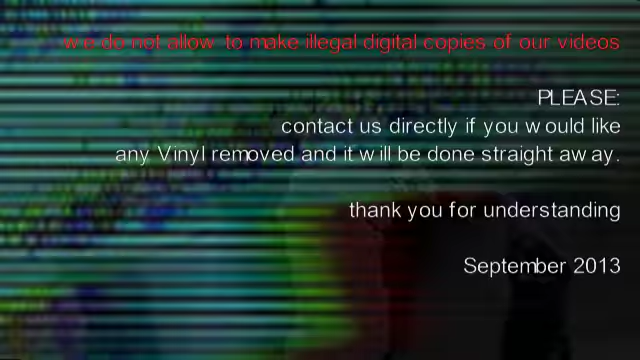 we do not allow to make illegal digital copies of our videos
PLEASE:
contact us directly if you would like
any Vinyl removed and it will be done straight away.
thank you for understanding
September 2013